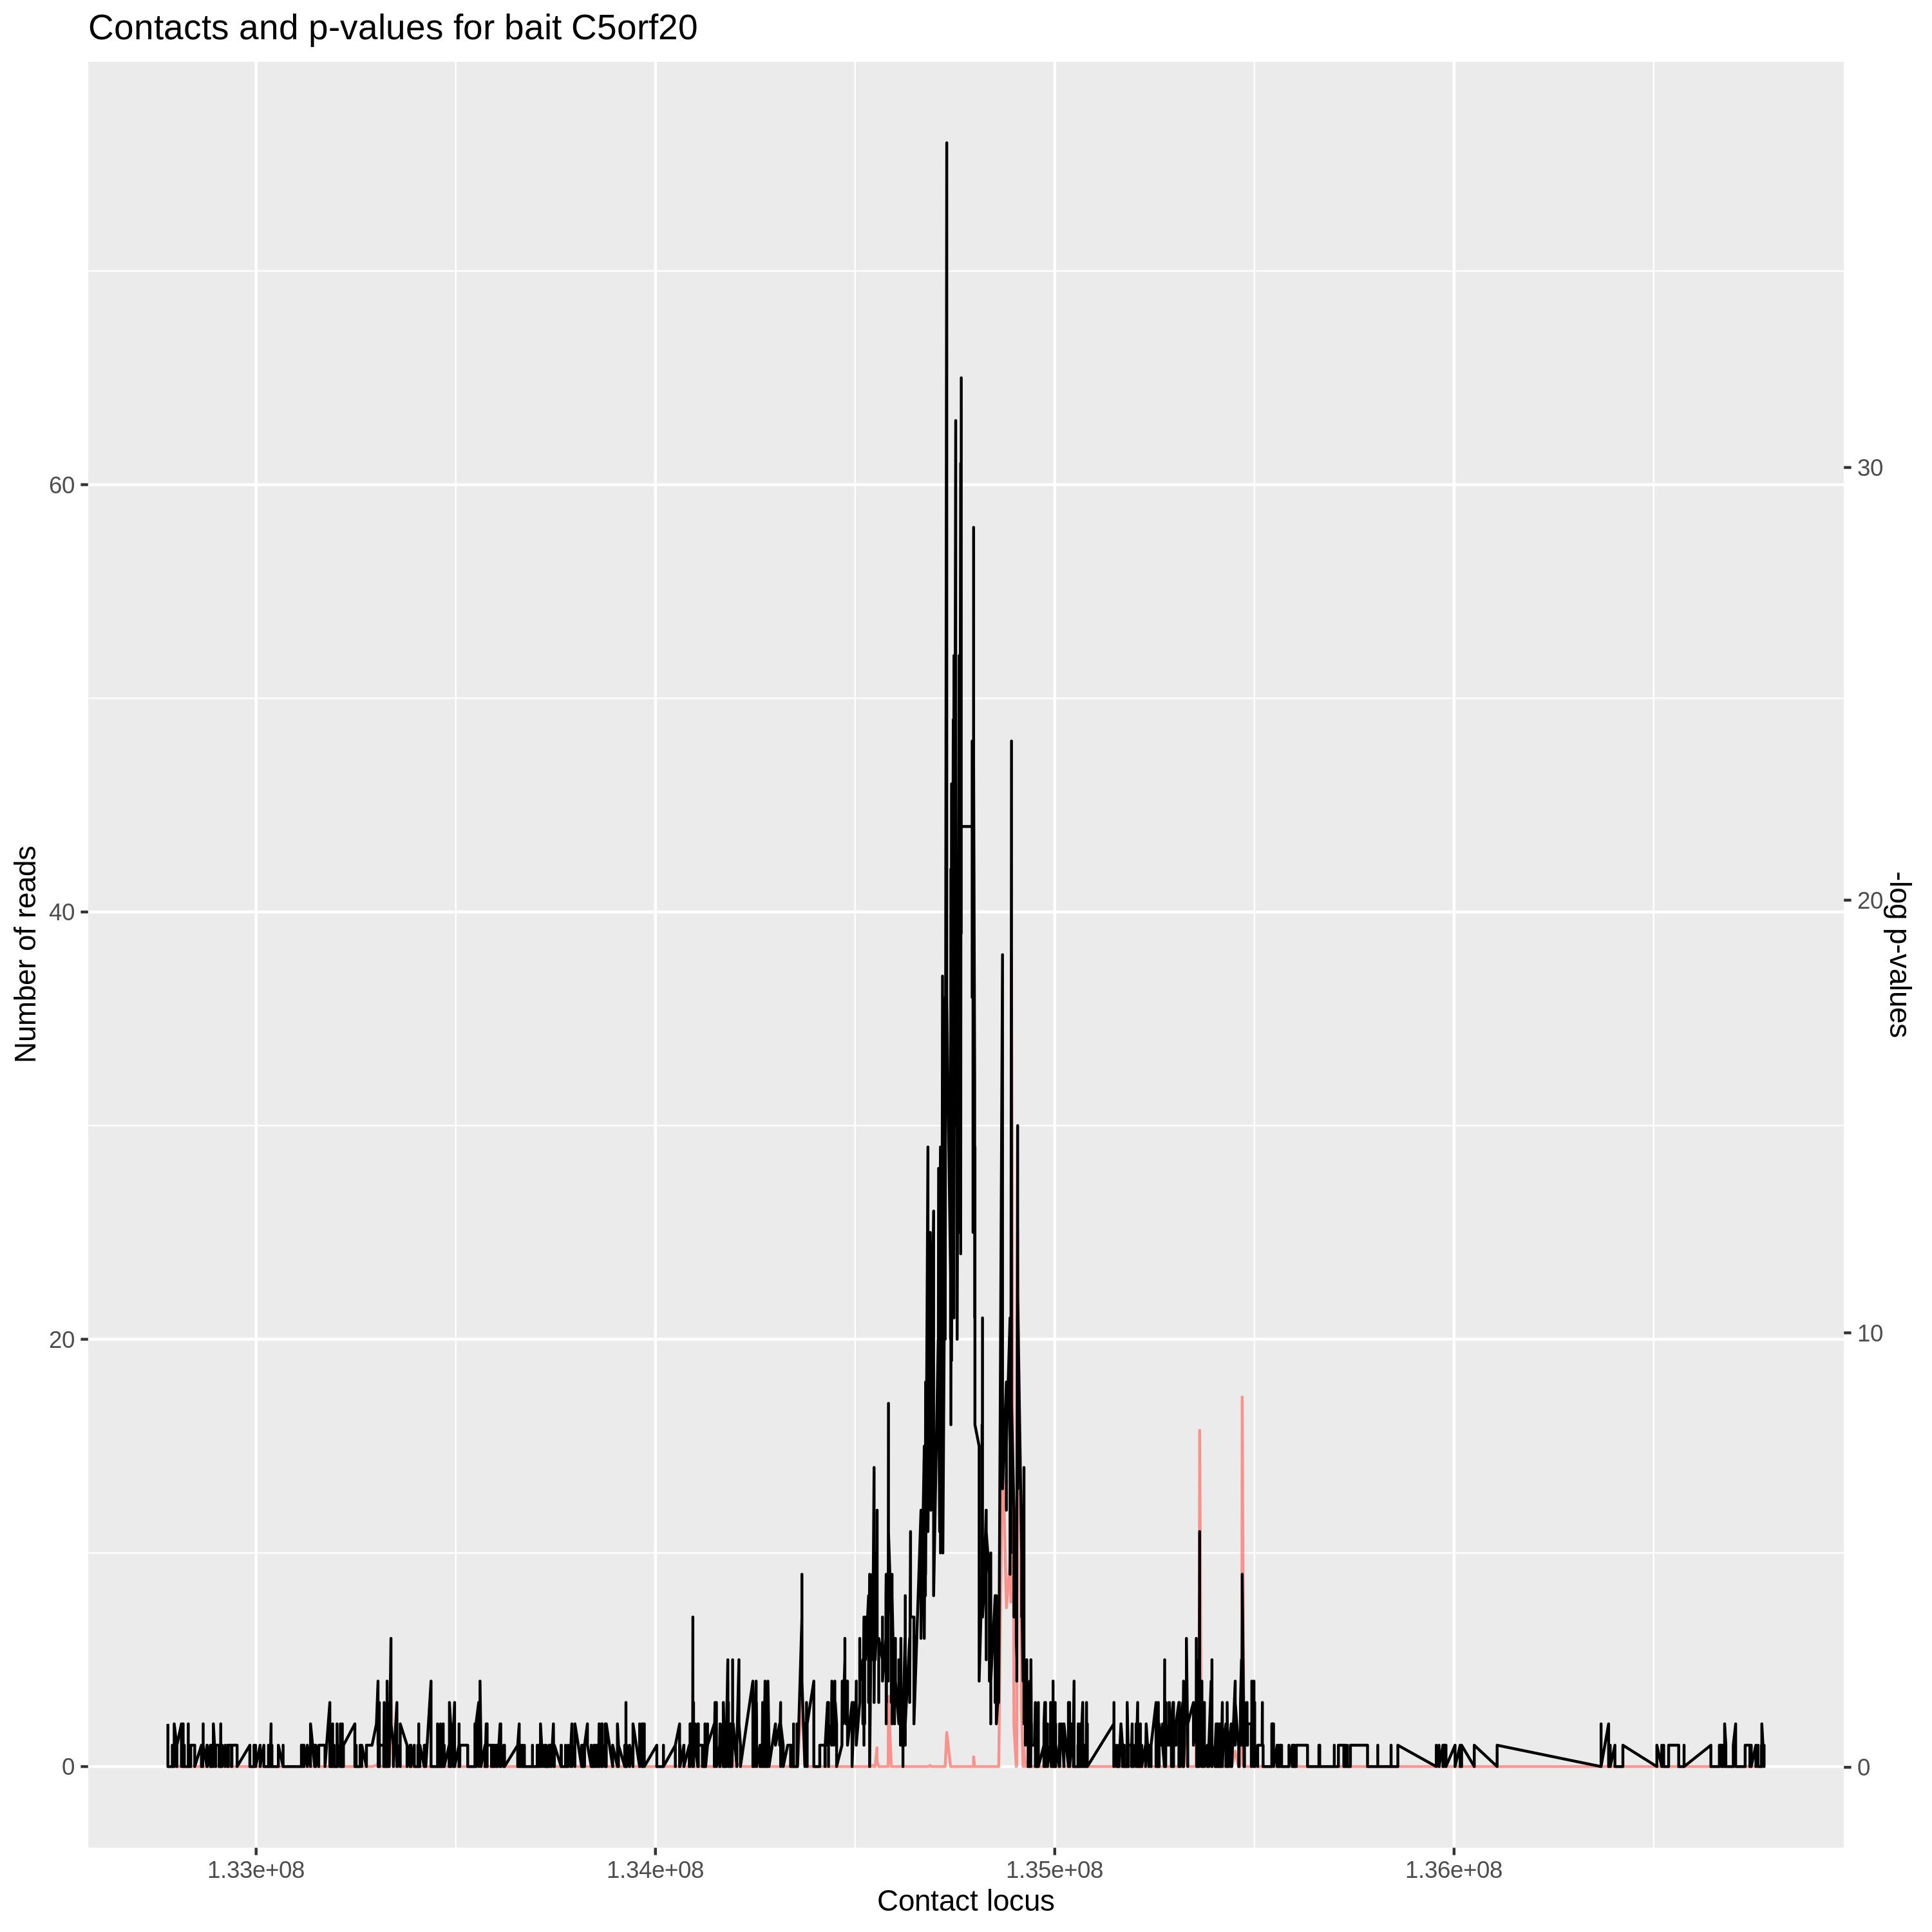 Contacts and p-values for bait C5orf20
60
40
20
0
30
20
10
0
Number of reads
-log p-values
1.33e+08 1.34e+08 1.35e+08 1.36e+08
Contact locus